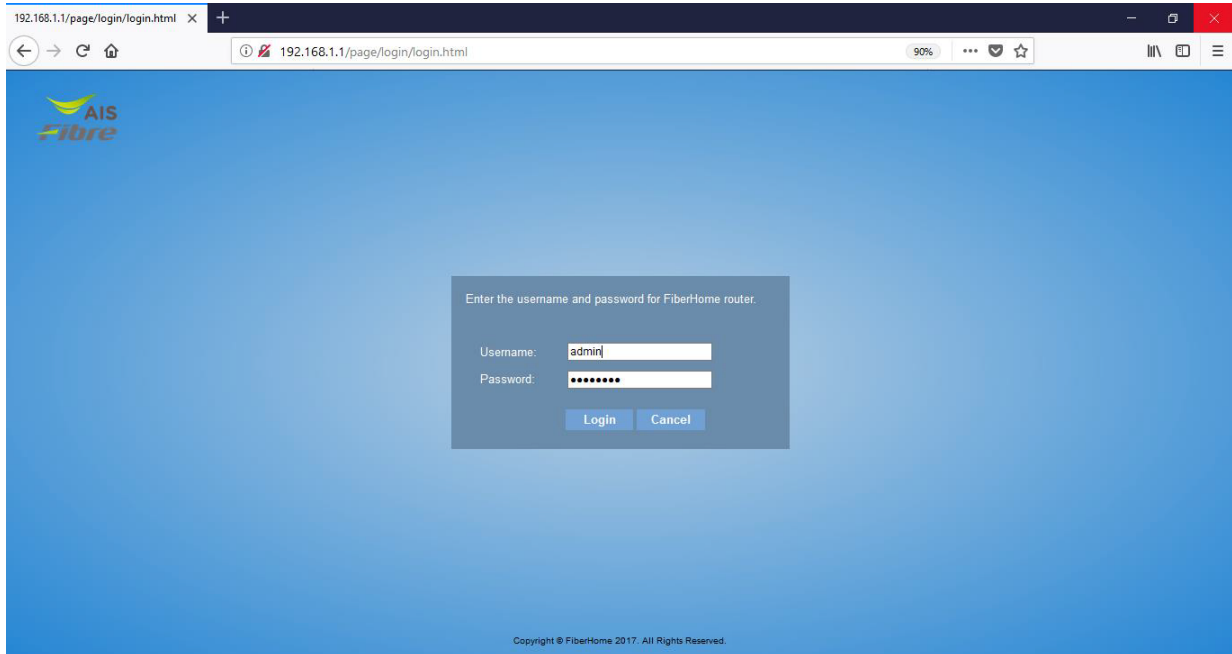 192.168.1.1/page/login/login.html
192.168.1.1/page/login/login.html
90%
AIS
Fibre
Enter the username and password for FiberHome router.
Username: admin
Password: ••••••••
Login Cancel
Copyright © FiberHome 2017. All Rights Reserved.